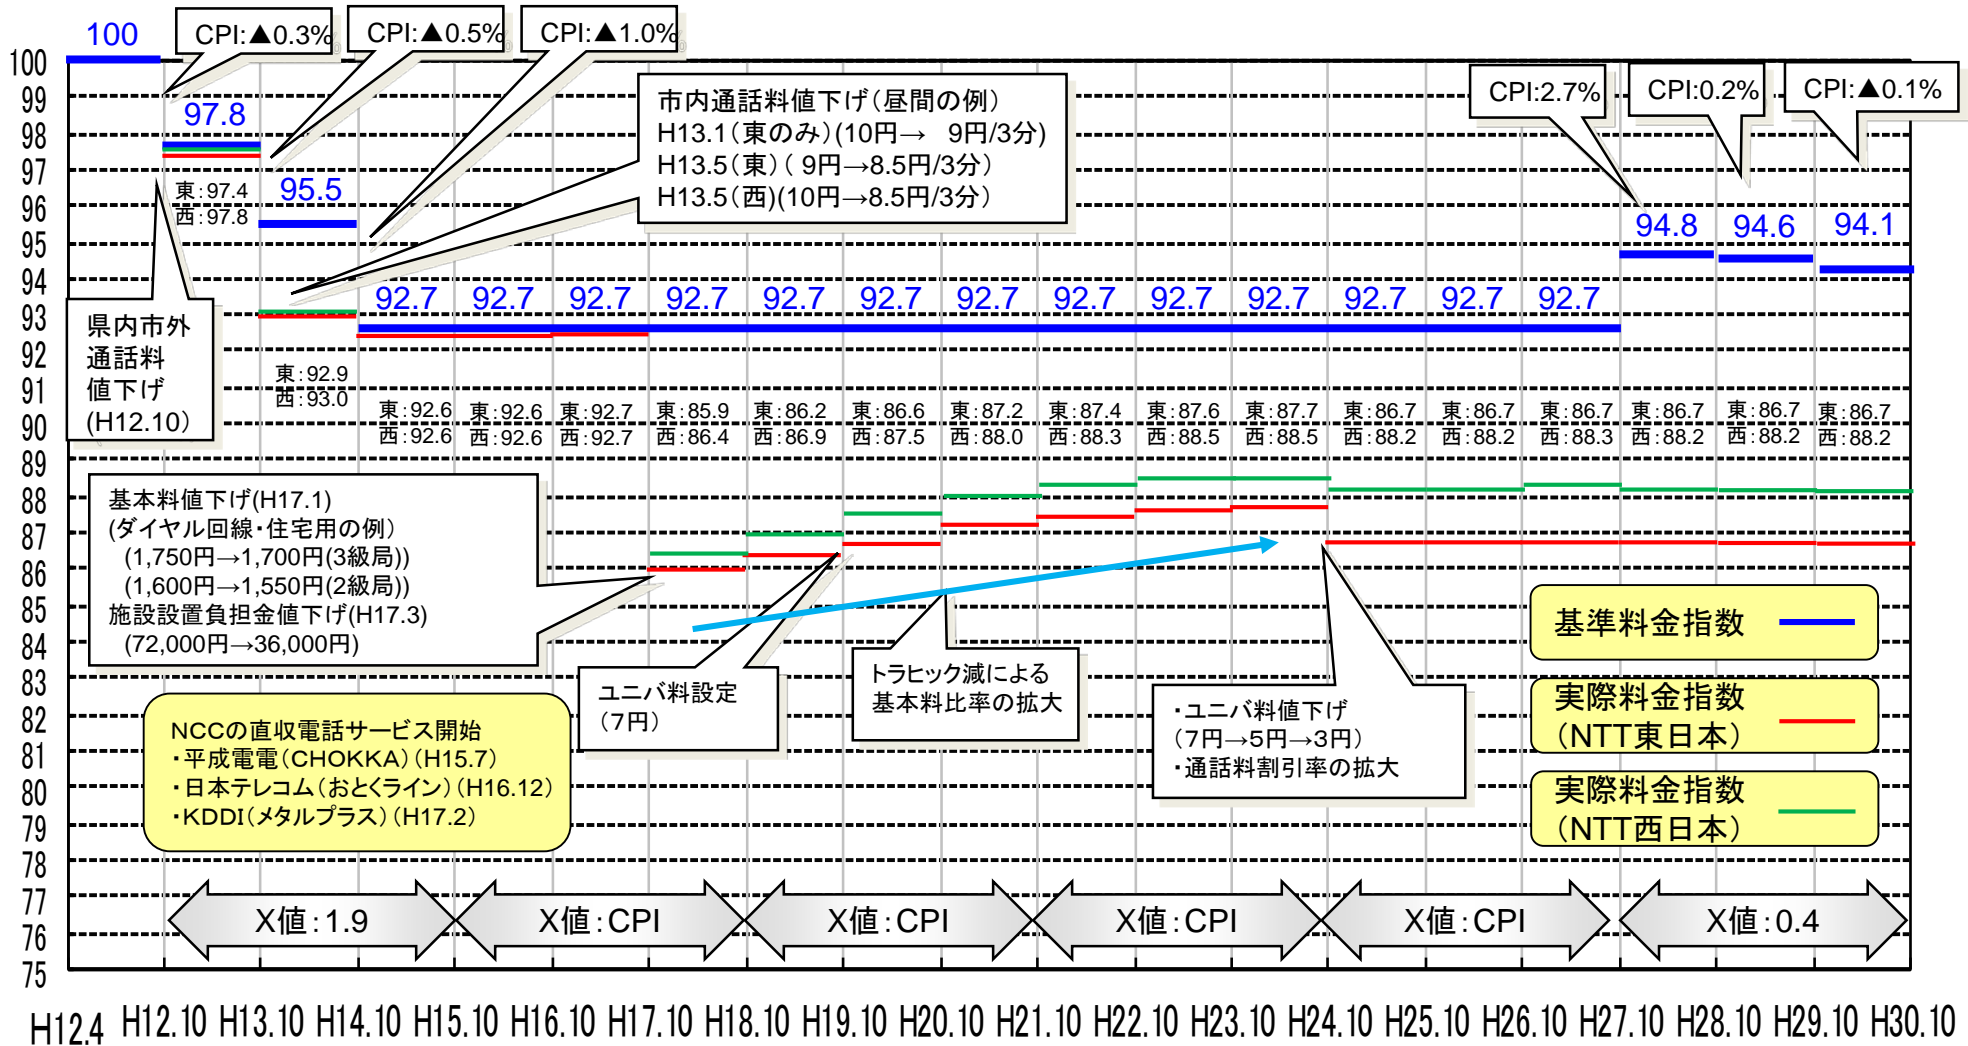 100
CPI:▲0.3%
CPI:▲0.5%
CPI:▲1.0%
97.8
東:97.4
西:97.8
95.5
市内通話料値下げ(昼間の例)
H13.1(東のみ)(10円→　9円/3分)
H13.5(東)( 9円→8.5円/3分)
H13.5(西)(10円→8.5円/3分)
CPI:2.7%
CPI:0.2%
CPI:▲0.1%
94.8
94.6
94.1
県内市外
通話料
値下げ
(H12.10)
東:92.9
西:93.0
92.7 92.7 92.7 92.7 92.7 92.7 92.7 92.7 92.7 92.7 92.7 92.7 92.7
東:92.6 東:92.6 東:92.7 東:85.9 東:86.2 東:86.6 東:87.2 東:87.4 東:87.6 東:87.7 東:86.7 東:86.7 東:86.7 東:86.7 東:86.7 東:86.7
西:92.6 西:92.6 西:92.7 西:86.4 西:86.9 西:87.5 西:88.0 西:88.3 西:88.5 西:88.5 西:88.2 西:88.2 西:88.3 西:88.2 西:88.2 西:88.2
基本料値下げ(H17.1)
(ダイヤル回線・住宅用の例)
(1,750円→1,700円(3級局))
(1,600円→1,550円(2級局))
施設設置負担金値下げ(H17.3)
(72,000円→36,000円)
ユニバ料設定
(7円)
トラヒック減による
基本料比率の拡大
・ユニバ料値下げ
(7円→5円→3円)
・通話料割引率の拡大
NCCの直収電話サービス開始
・平成電電(CHOKKA)(H15.7)
・日本テレコム(おとくライン)(H16.12)
・KDDI(メタルプラス)(H17.2)
基準料金指数
実際料金指数
(NTT東日本)
実際料金指数
(NTT西日本)
X値:1.9
X値:CPI
X値:CPI
X値:CPI
X値:CPI
X値:0.4
100
99
98
97
96
95
94
93
92
91
90
89
88
87
86
85
84
83
82
81
80
79
78
77
76
75
H12.4 H12.10 H13.10 H14.10 H15.10 H16.10 H17.10 H18.10 H19.10 H20.10 H21.10 H22.10 H23.10 H24.10 H25.10 H26.10 H27.10 H28.10 H29.10 H30.10